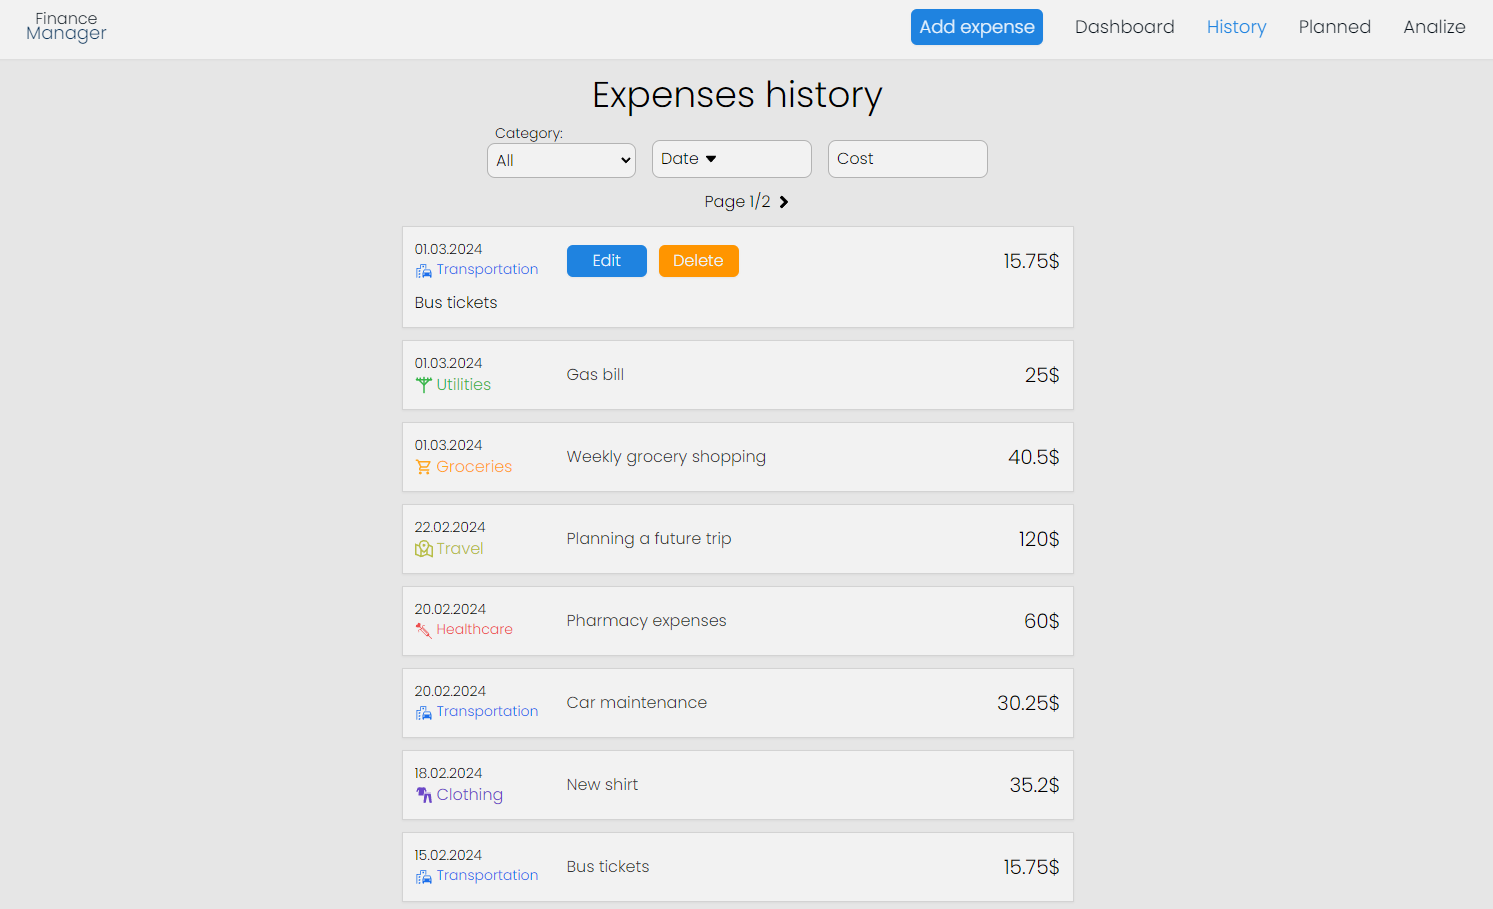 Finance
Manager
Add expense
Dashboard
History
Planned
Analize
Expenses history
Category:
All
Date
Cost
Page 1/2
01.03.2024
Transportation
Edit
Delete
15.75$
Bus tickets
01.03.2024
Utilities
Gas bill
25$
01.03.2024
Groceries
Weekly grocery shopping
40.5$
22.02.2024
Travel
Planning a future trip
120$
20.02.2024
Healthcare
Pharmacy expenses
60$
20.02.2024
Transportation
Car maintenance
30.25$
18.02.2024
Clothing
New shirt
35.2$
15.02.2024
Transportation
Bus tickets
15.75$